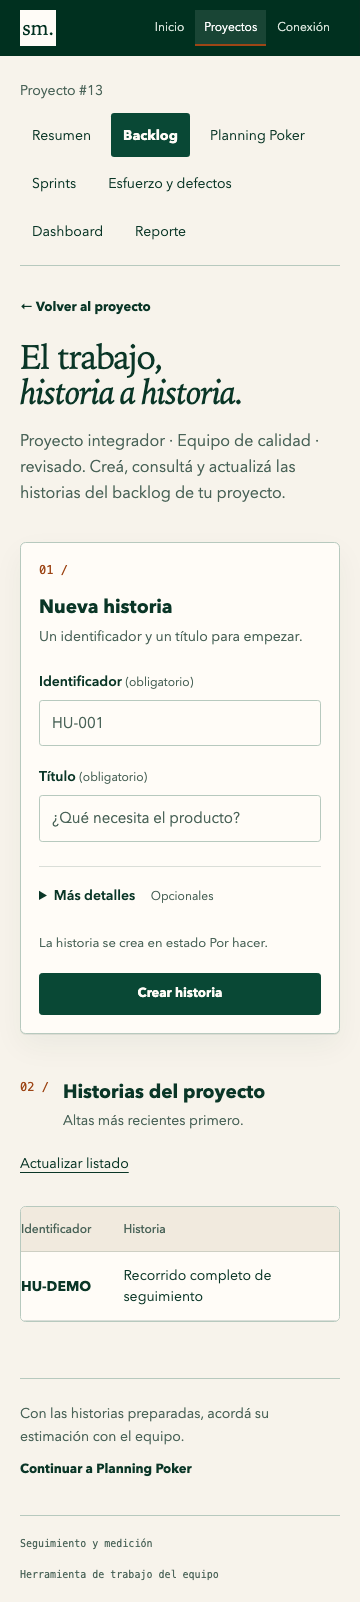 sm.
Inicio Proyectos Conexión
Proyecto #13
Resumen Backlog Planning Poker
Sprints Esfuerzo y defectos
Dashboard Reporte
← Volver al proyecto
El trabajo,
historia a historia.
Proyecto integrador · Equipo de calidad ·
revisado. Creá, consultá y actualizá las
historias del backlog de tu proyecto.
01 /
Nueva historia
Un identificador y un título para empezar.
Identificador (obligatorio)
HU-001
Título (obligatorio)
¿Qué necesita el producto?
▶ Más detalles Opcionales
La historia se crea en estado Por hacer.
Crear historia
02 / Historias del proyecto
Altas más recientes primero.
Actualizar listado
Identificador Historia
HU-DEMO Recorrido completo de
seguimiento
Con las historias preparadas, acordá su
estimación con el equipo.
Continuar a Planning Poker
Seguimiento y medición
Herramienta de trabajo del equipo